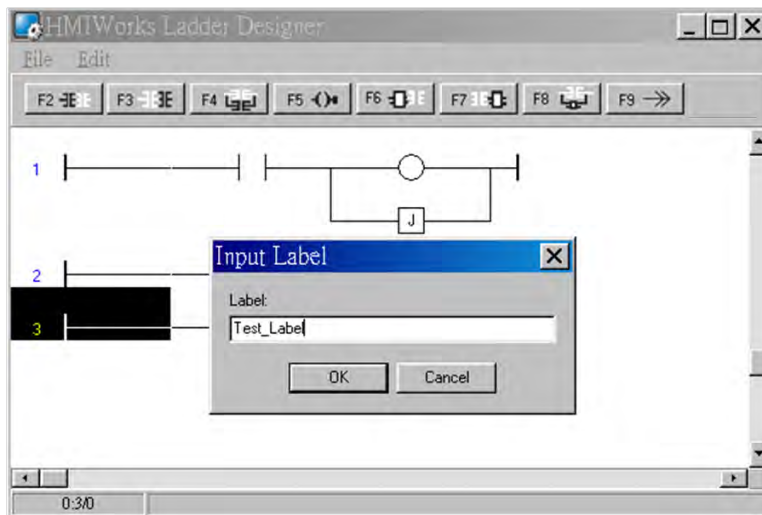 HMIWorks Ladder Designer
File Edit
F2 F3 F4 F5 F6 F7 F8 F9
1
J
2
Input Label
Label:
3
Test_Label
OK Cancel
0:3/0